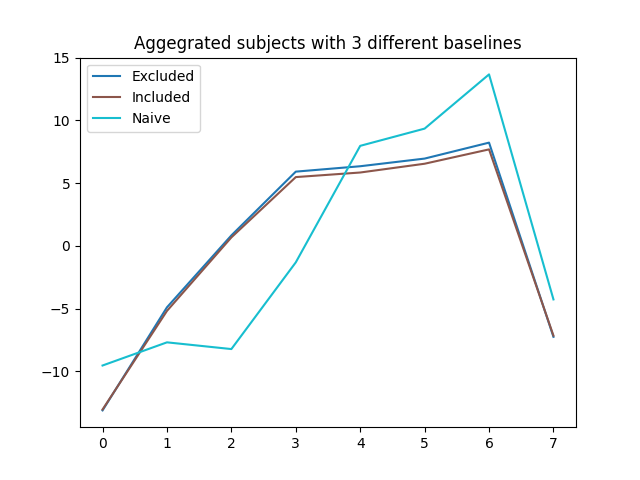 Aggegrated subjects with 3 different baselines
15
10
5
0
−5
−10
Excluded
Included
Naive
0 1 2 3 4 5 6 7